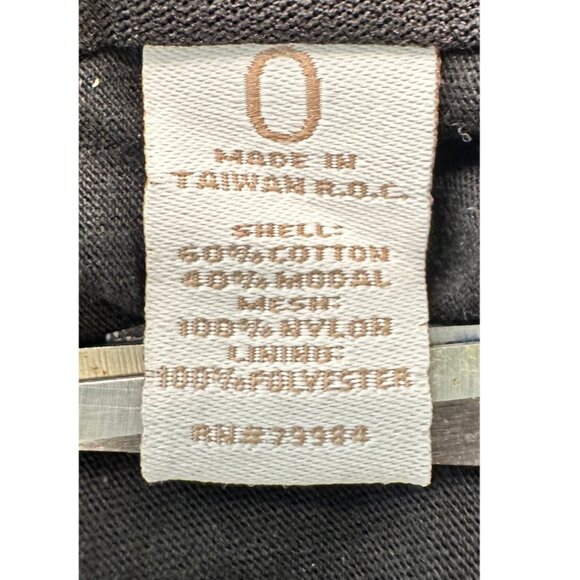 0
MADE IN
TAIWAN R.O.C.
SHELL:
60% COTTON
40% MODAL
MESH:
100% NYLON
LINING:
100% POLYESTER
RN# 79984